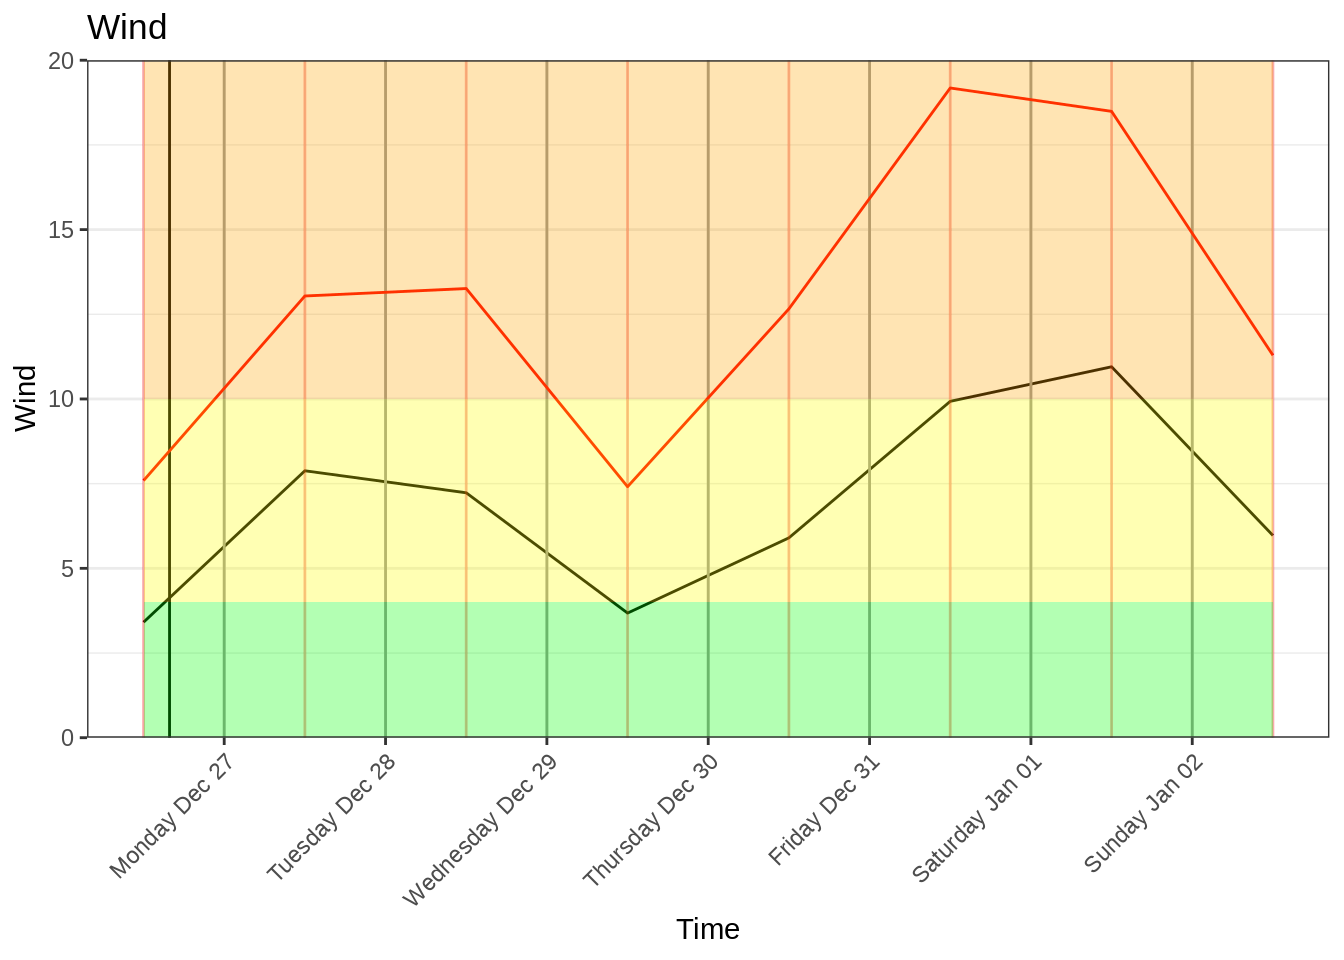 Wind
20
15
10
5
0
Wind
Monday Dec 27
Tuesday Dec 28
Wednesday Dec 29
Thursday Dec 30
Friday Dec 31
Saturday Jan 01
Sunday Jan 02
Time